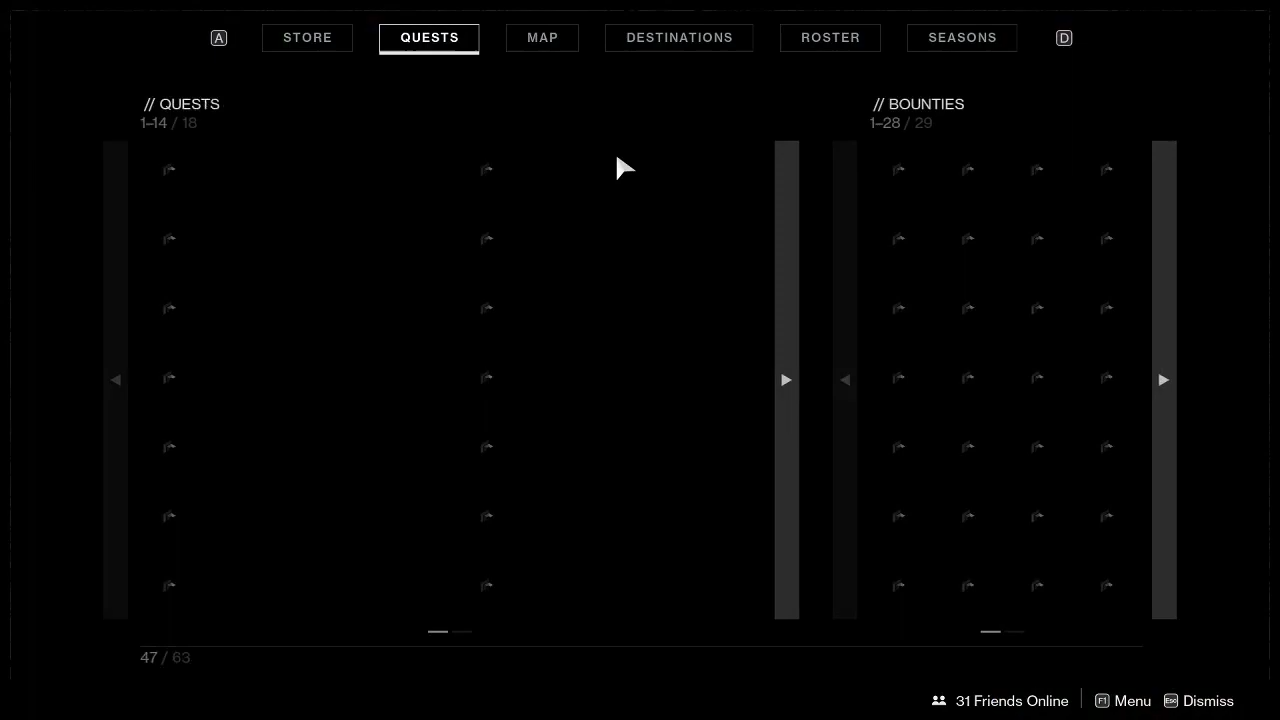 A STORE QUESTS MAP DESTINATIONS ROSTER SEASONS D
// QUESTS
1–14 / 18
// BOUNTIES
1–28 / 29
47 / 63
31 Friends Online F1 Menu Esc Dismiss